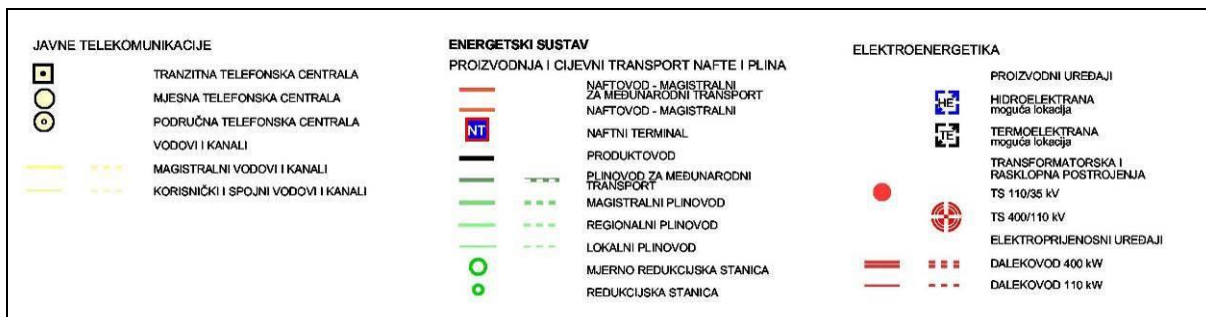 JAVNE TELEKOMUNIKACIJE
TRANZITNA TELEFONSKA CENTRALA
MJESNA TELEFONSKA CENTRALA
PODRUČNA TELEFONSKA CENTRALA
VODOVI I KANALI
MAGISTRALNI VODOVI I KANALI
KORISNIČKI I SPOJNI VODOVI I KANALI
ENERGETSKI SUSTAV
PROIZVODNJA I CIJEVNI TRANSPORT NAFTE I PLINA
NAFTOVOD - MAGISTRALNI
ZA MEĐUNARODNI TRANSPORT
NAFTOVOD - MAGISTRALNI
NT
NAFTNI TERMINAL
PRODUKTOVOD
PLINOVOD ZA MEĐUNARODNI
TRANSPORT
MAGISTRALNI PLINOVOD
REGIONALNI PLINOVOD
LOKALNI PLINOVOD
MJERNO REDUKCIJSKA STANICA
REDUKCIJSKA STANICA
ELEKTROENERGETIKA
PROIZVODNI UREĐAJI
HE
HIDROELEKTRANA
moguća lokacija
TE
TERMOELEKTRANA
moguća lokacija
TRANSFORMATORSKA I
RASKLOPNA POSTROJENJA
TS 110/35 kV
TS 400/110 kV
ELEKTROPRIJENOSNI UREĐAJI
DALEKOVOD 400 kW
DALEKOVOD 110 kW